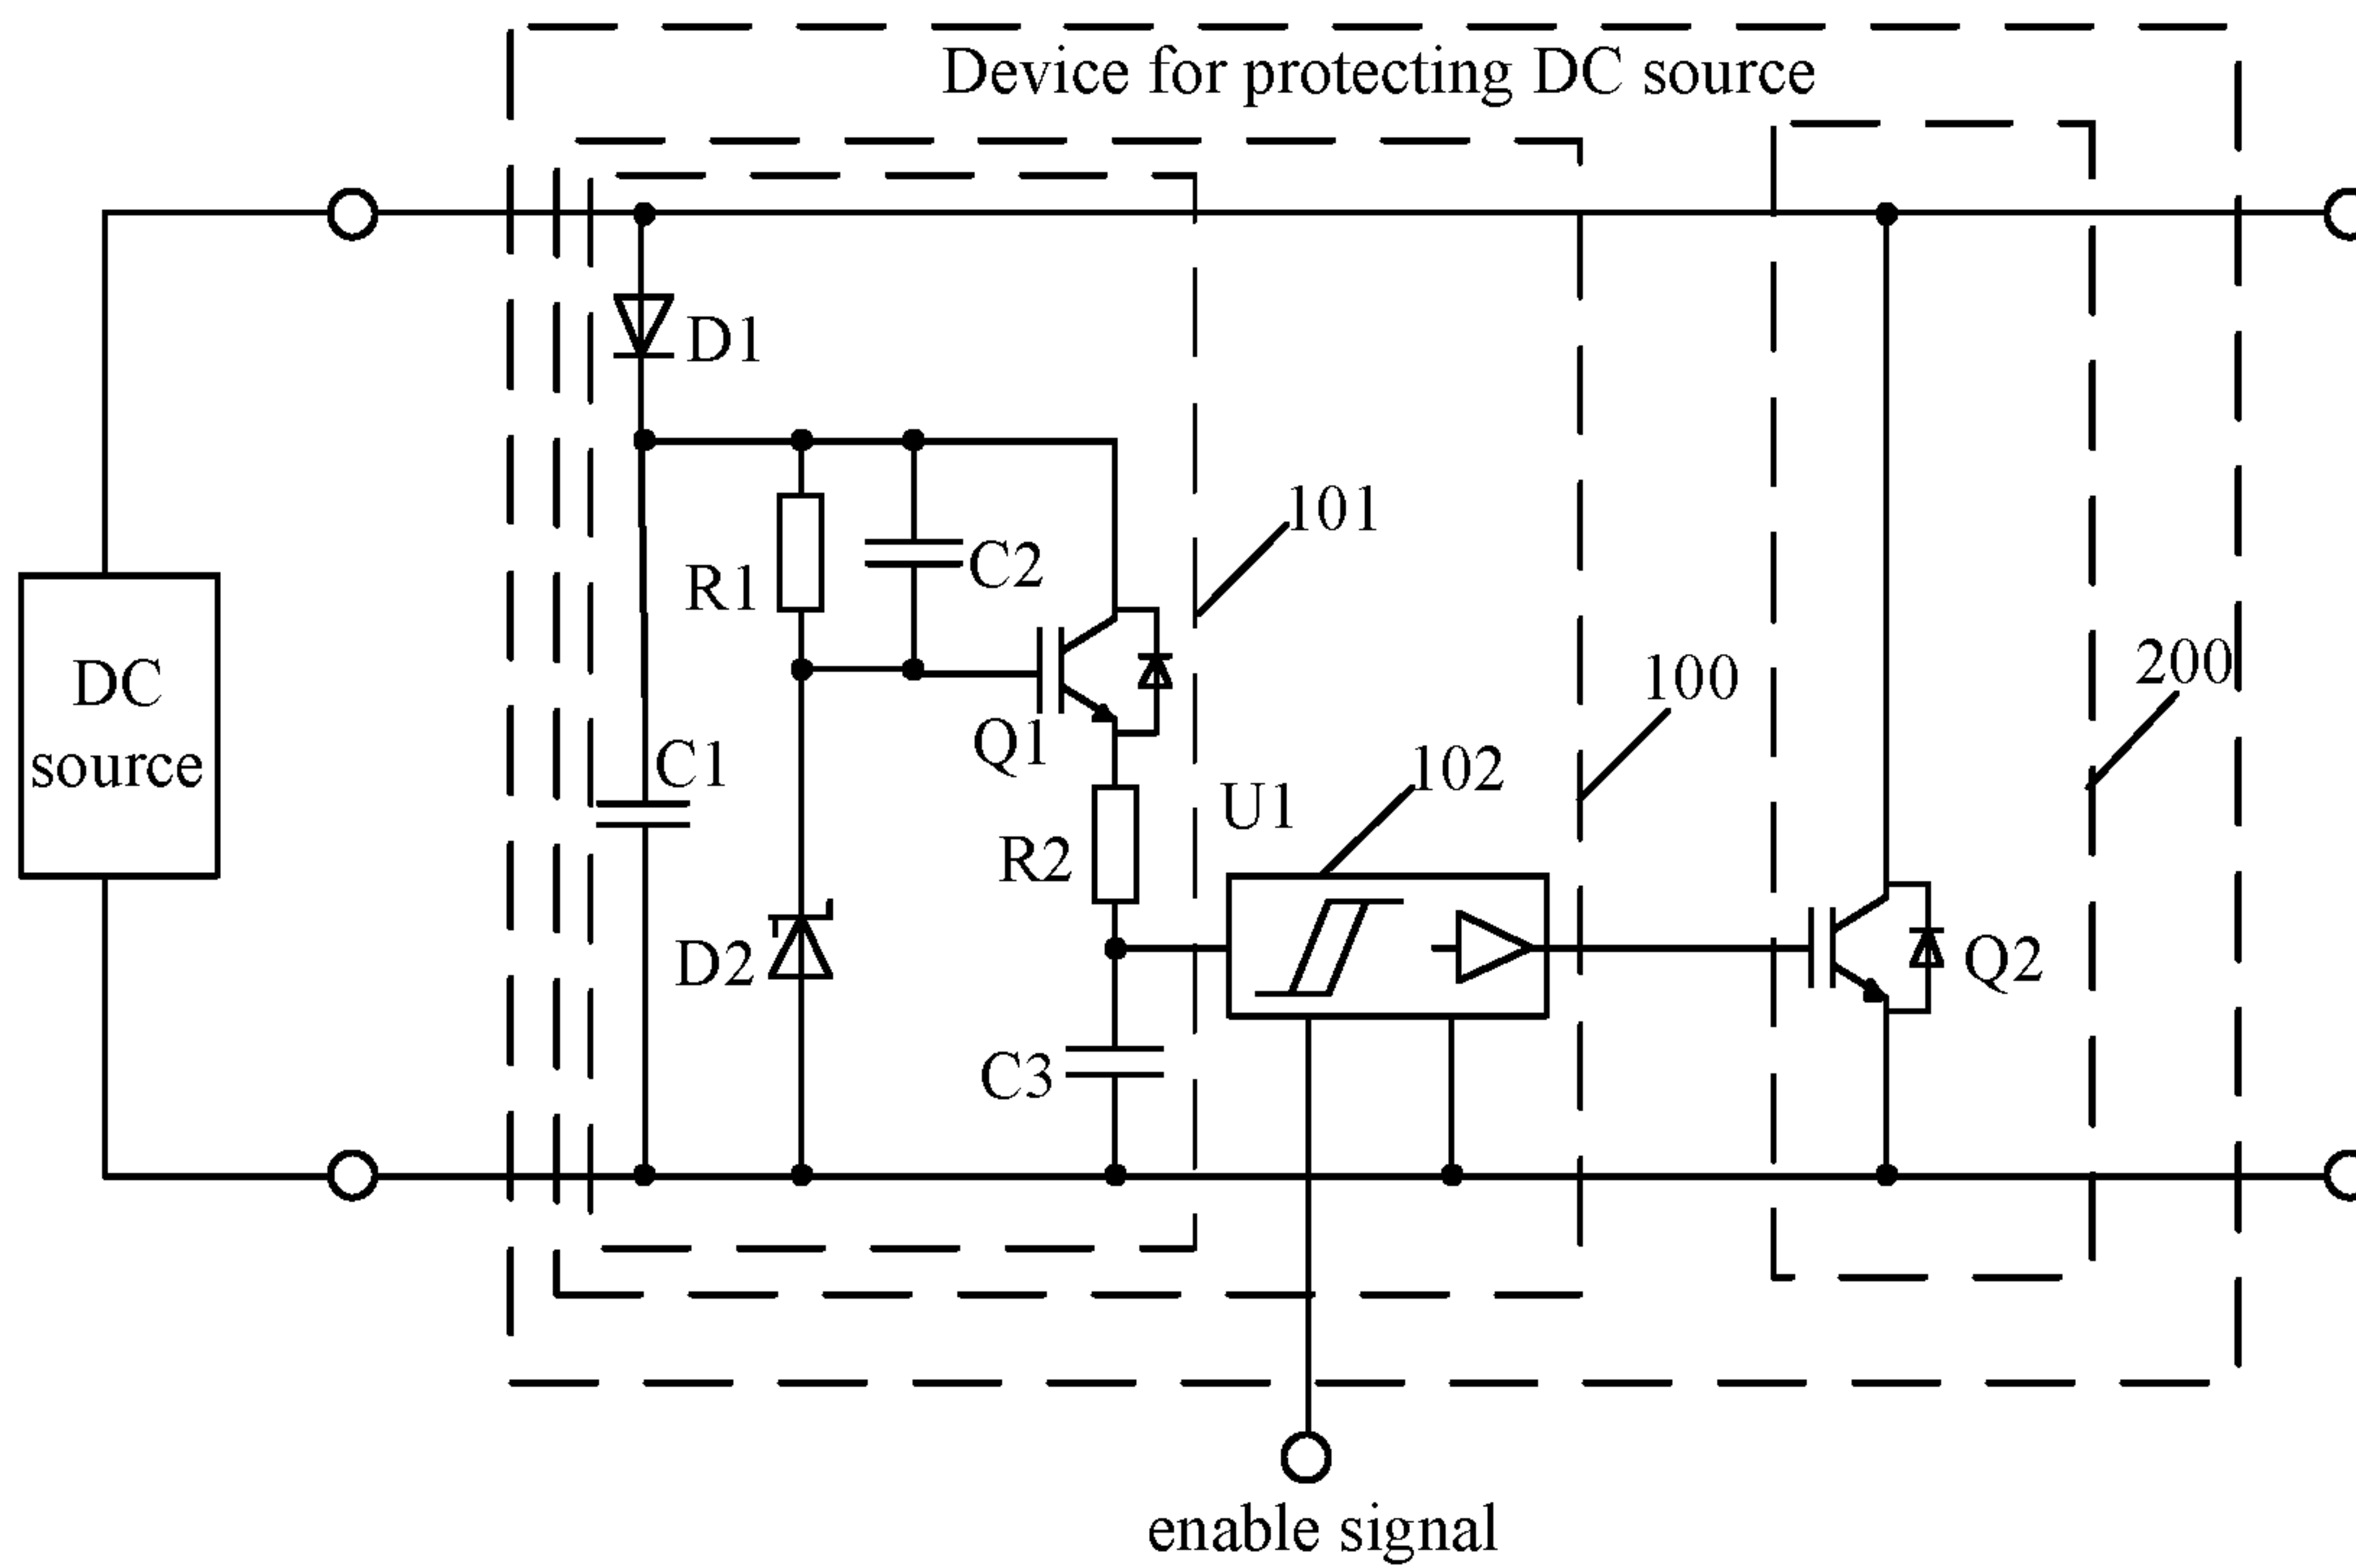 Device for protecting DC source
D1
101
C2
R1
200
100
DC
source
Q1
C1
102
U1
R2
D2
Q2
C3
enable signal